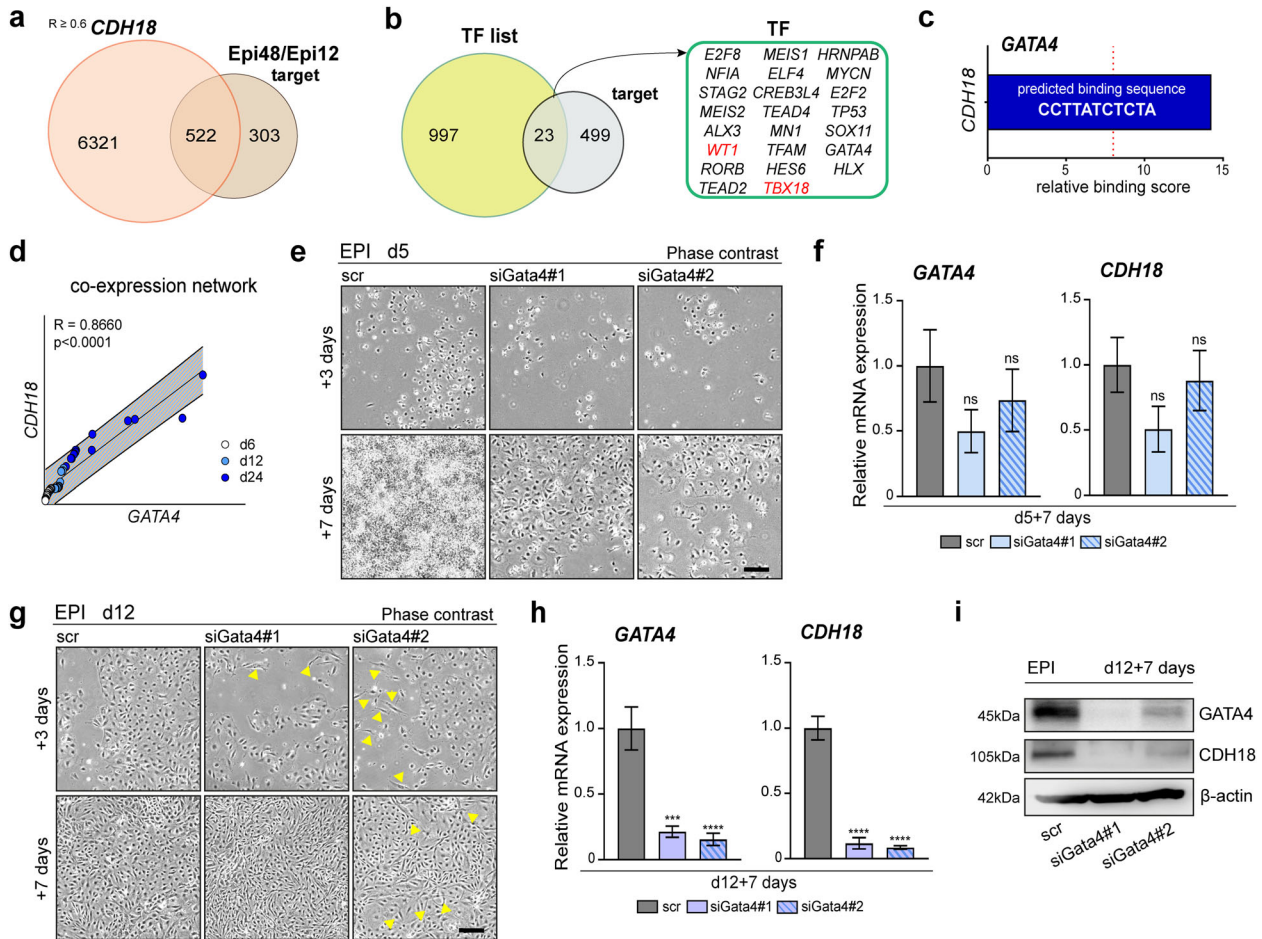 a
R ≥ 0.6
CDH18
Epi48/Epi12
target
6321
522
303
b
TF list
TF
target
997
23
499
E2F8 MEIS1 HRNPAB
NFIA ELF4 MYCN
STAG2 CREB3L4 E2F2
MEIS2 TEAD4 TP53
ALX3 MN1 SOX11
WT1 TFAM GATA4
RORB HES6 HLX
TEAD2 TBX18
c
GATA4
CDH18
predicted binding sequence
CCTTATCTCTA
0 5 10 15
relative binding score
d
co-expression network
R = 0.8660
p<0.0001
CDH18
d6
d12
d24
GATA4
e
EPI d5 Phase contrast
scr siGata4#1 siGata4#2
+3 days
+7 days
f
GATA4 CDH18
Relative mRNA expression
1.5 1.5
1.0 1.0
0.5 0.5
0 0
ns ns ns ns
d5+7 days
scr siGata4#1 siGata4#2
g
EPI d12 Phase contrast
scr siGata4#1 siGata4#2
+3 days
+7 days
h
GATA4 CDH18
Relative mRNA expression
1.5 1.5
1.0 1.0
0.5 0.5
0 0
*** **** **** ****
d12+7 days
scr siGata4#1 siGata4#2
i
EPI d12+7 days
45kDa GATA4
105kDa CDH18
42kDa β-actin
scr siGata4#1 siGata4#2